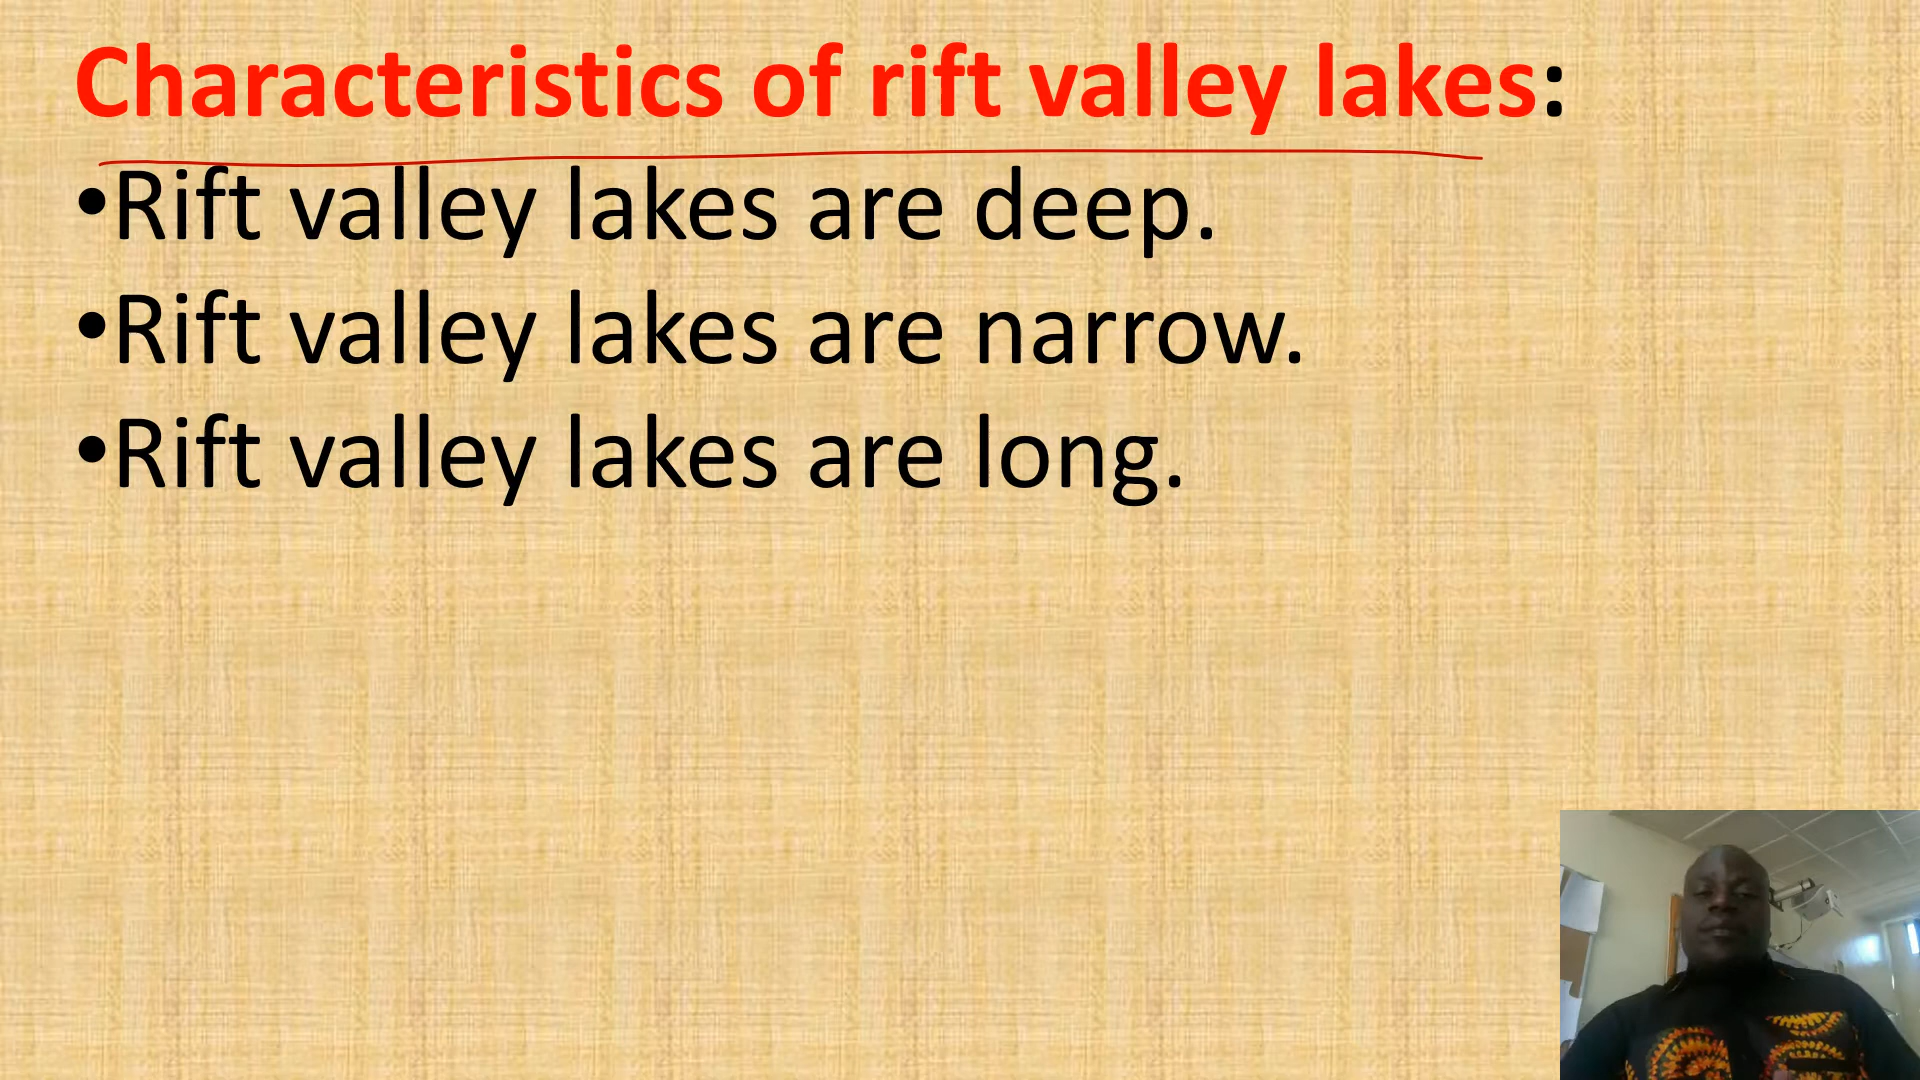 Characteristics of rift valley lakes:
•Rift valley lakes are deep.
•Rift valley lakes are narrow.
•Rift valley lakes are long.